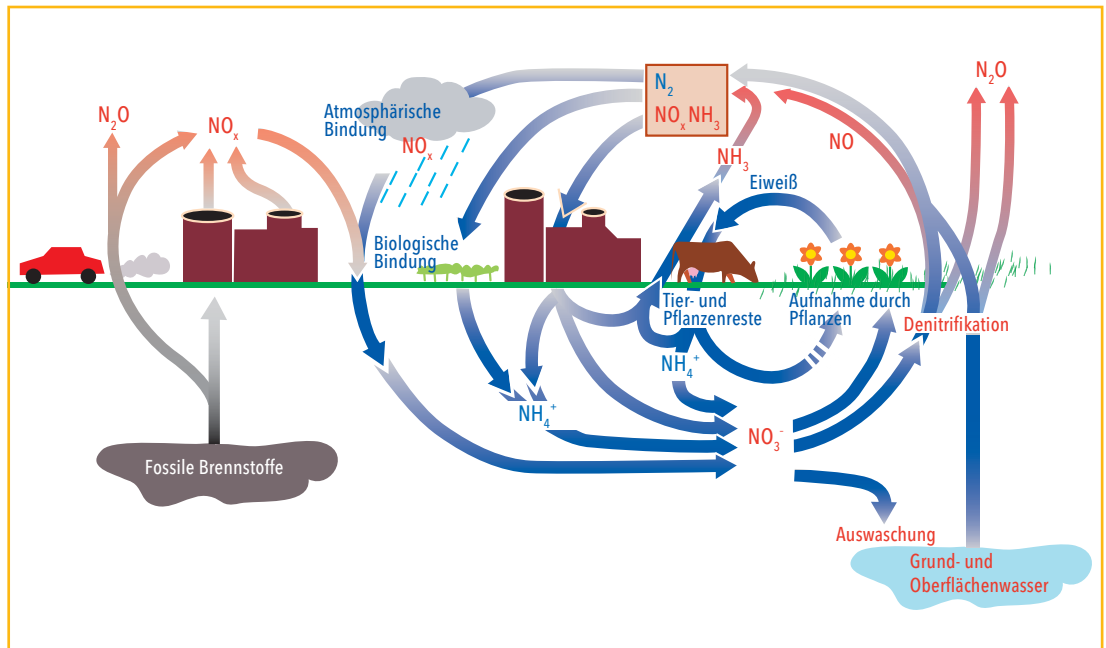 N₂
NOₓ NH₃
N₂O
N₂O
Atmosphärische
Bindung
NOₓ
NOₓ
NO
NH₃
Eiweiß
Biologische
Bindung
Tier- und
Pflanzenreste
Aufnahme durch
Pflanzen
Denitrifikation
NH₄⁺
NH₄⁺
NO₃⁻
Fossile Brennstoffe
Auswaschung
Grund- und
Oberflächenwasser